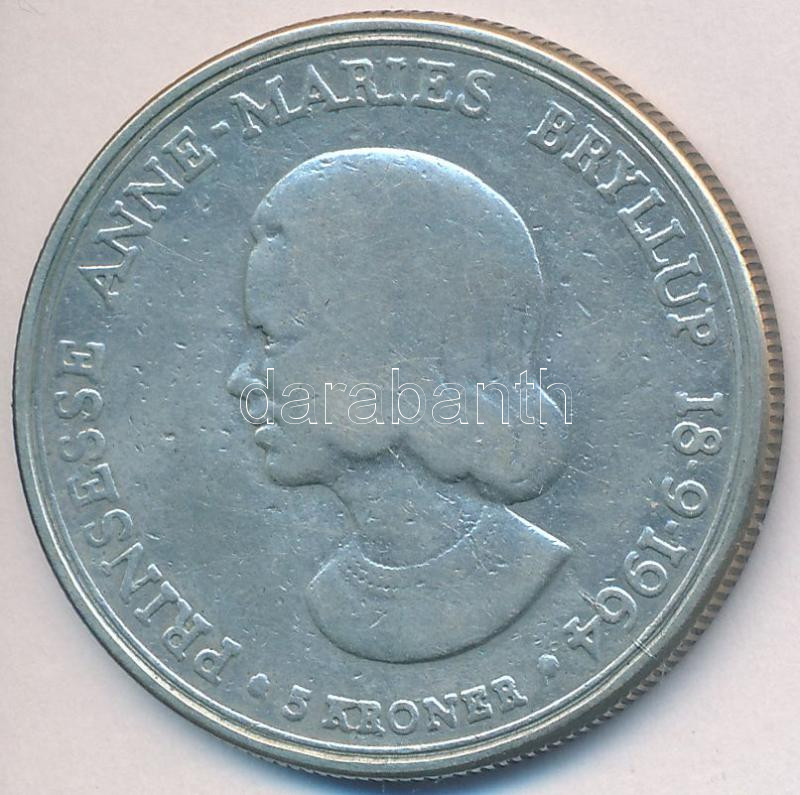 PRINSESSE ANNE-MARIES BRYLLUP 18·9·1964
5 KRONER
darabanth